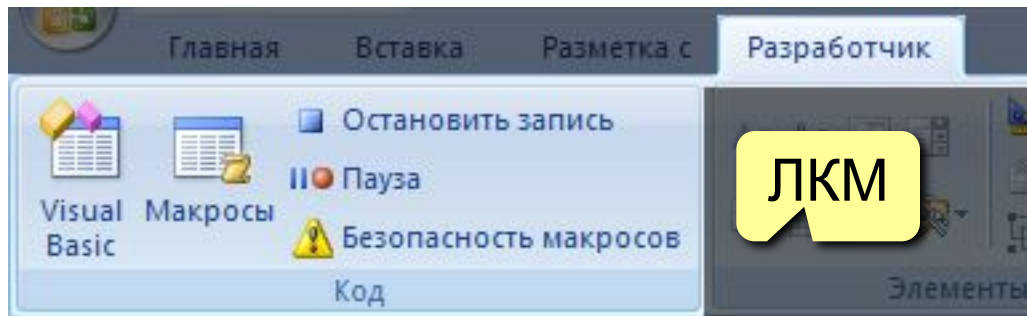 Главная Вставка Разметка с Разработчик
Остановить запись
Пауза
Visual Basic
Макросы
Безопасность макросов
Код
ЛКМ
Элементы